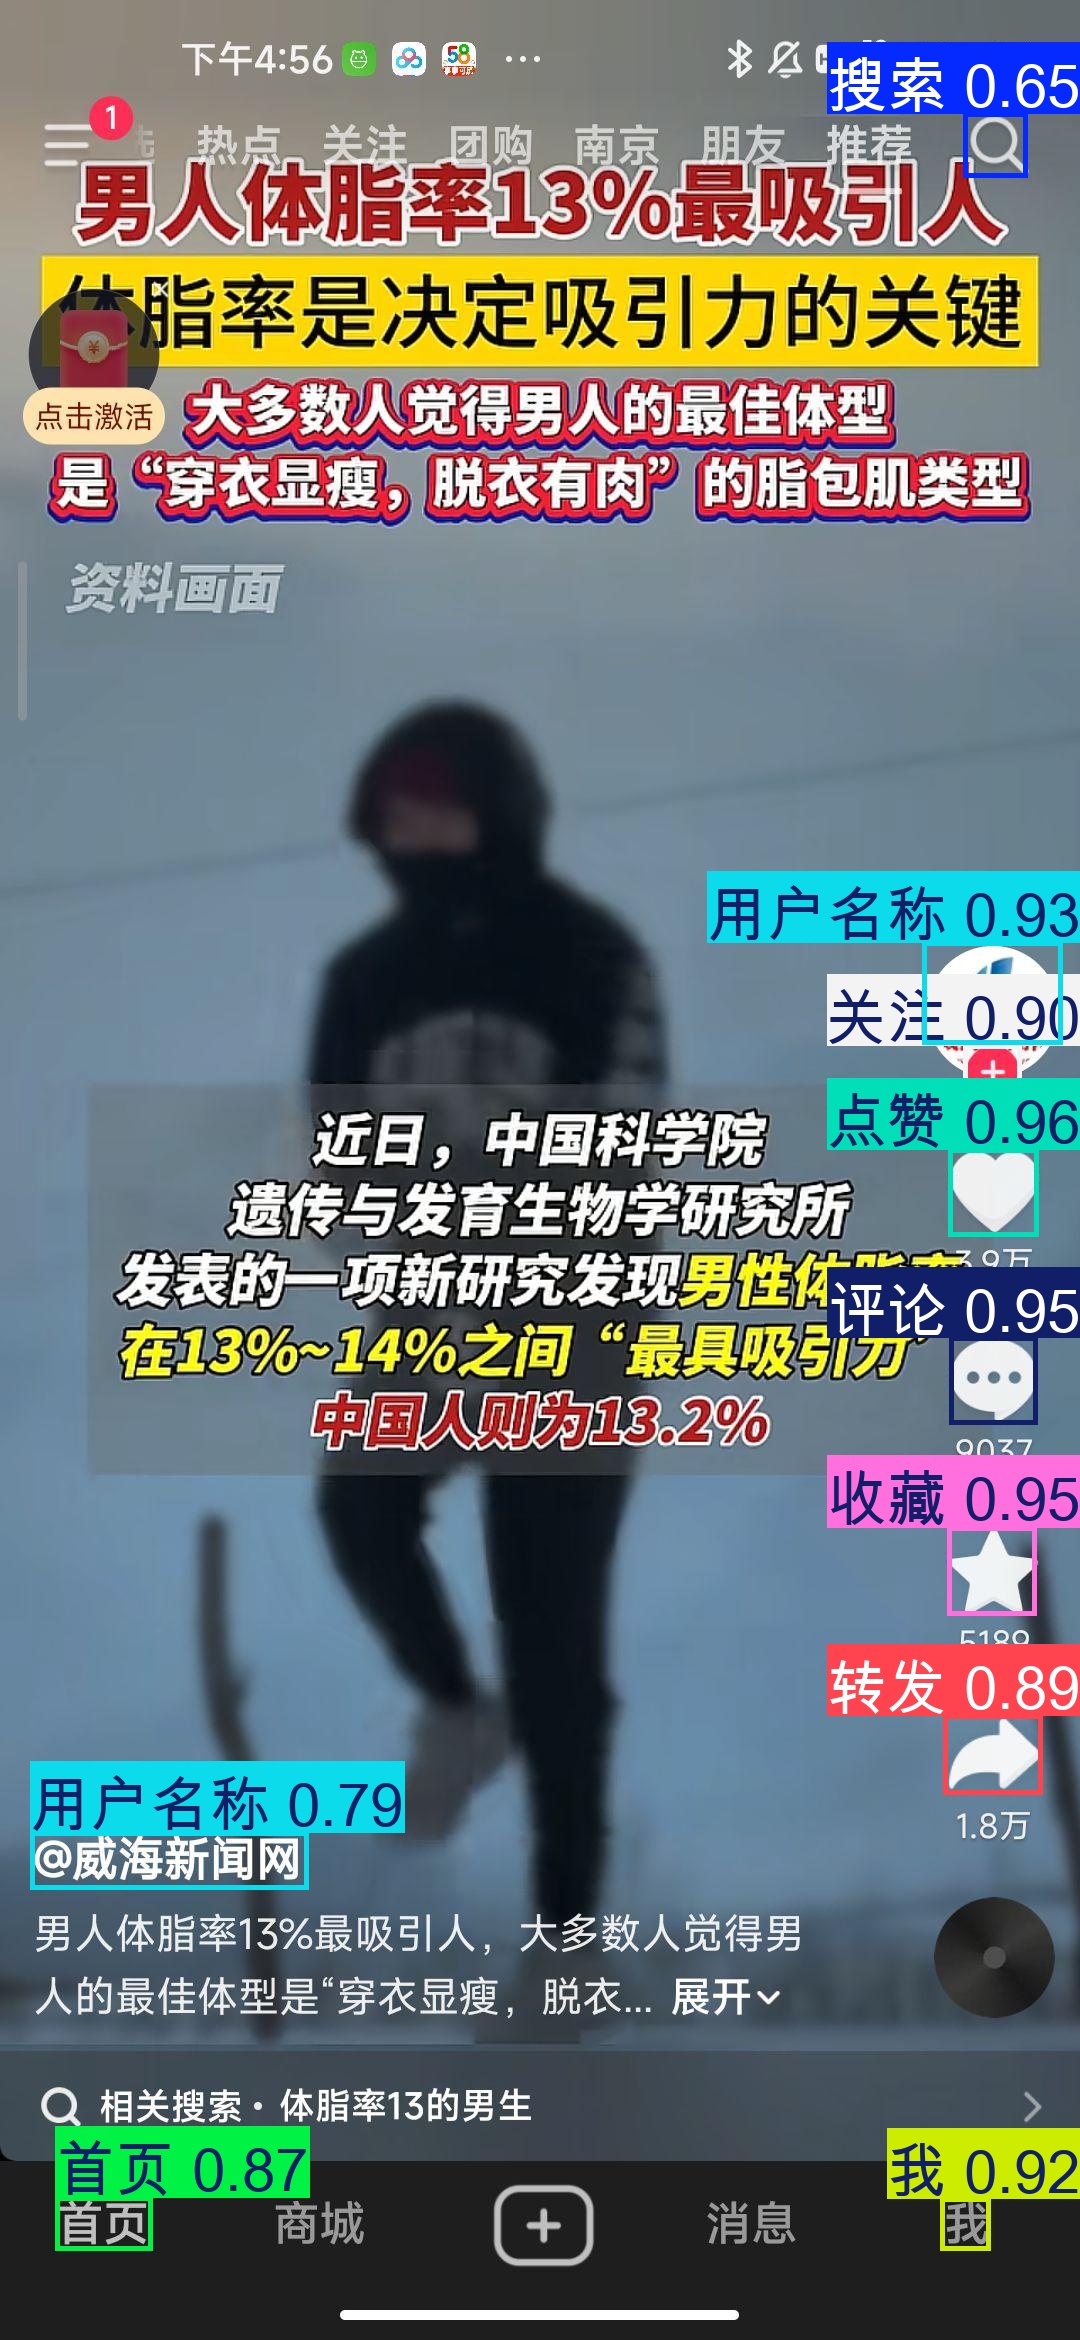 下午4:56
搜索 0.65
1
热点 关注 团购 南京 朋友 推荐
男人体脂率13%最吸引人
体脂率是决定吸引力的关键
点击激活
大多数人觉得男人的最佳体型
是“穿衣显瘦，脱衣有肉”的脂包肌类型
资料画面
用户名称 0.93
关注 0.90
点赞 0.96
近日，中国科学院
遗传与发育生物学研究所
3.9万
发表的一项新研究发现男性体脂率
评论 0.95
在13%~14%之间“最具吸引力”
中国人则为13.2%
9037
收藏 0.95
5189
转发 0.89
1.8万
用户名称 0.79
@威海新闻网
男人体脂率13%最吸引人，大多数人觉得男
人的最佳体型是“穿衣显瘦，脱衣... 展开
相关搜索· 体脂率13的男生
首页 0.87
我 0.92
首页 商城 消息 我